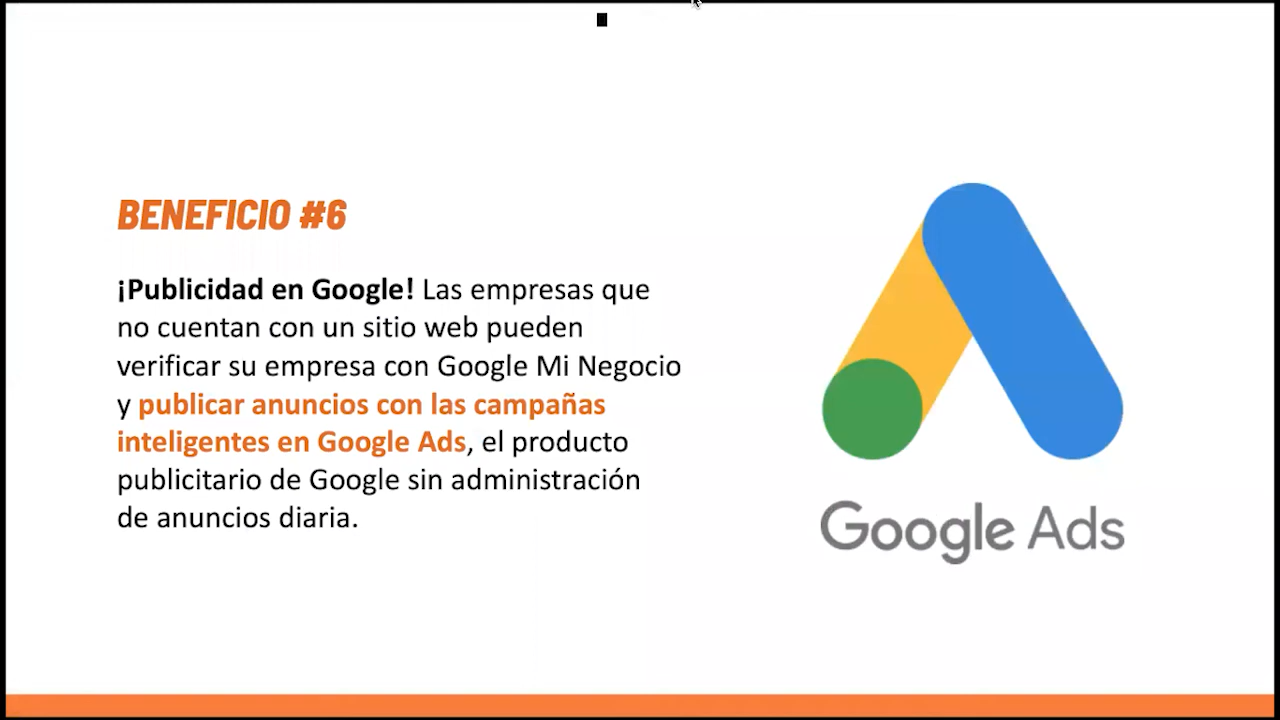 BENEFICIO #6
¡Publicidad en Google! Las empresas que
no cuentan con un sitio web pueden
verificar su empresa con Google Mi Negocio
y publicar anuncios con las campañas
inteligentes en Google Ads, el producto
publicitario de Google sin administración
de anuncios diaria.
Google Ads